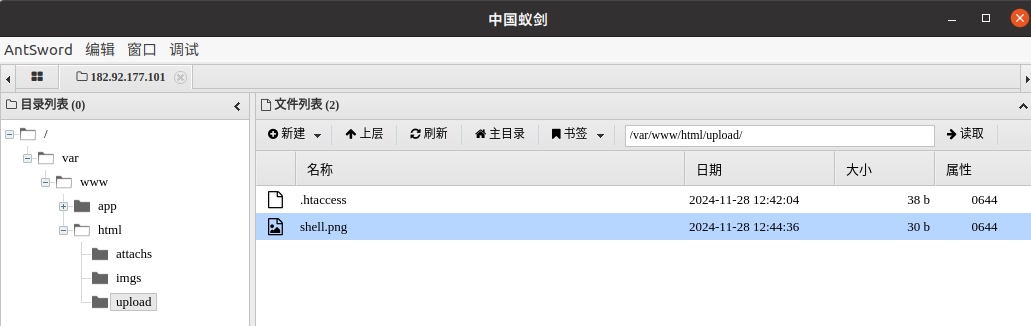 中国蚁剑
AntSword 编辑 窗口 调试
182.92.177.101
目录列表 (0)
文件列表 (2)
新建 上层 刷新 主目录 书签 /var/www/html/upload/ 读取
/
var
www
app
html
attachs
imgs
upload
名称 日期 大小 属性
.htaccess 2024-11-28 12:42:04 38 b 0644
shell.png 2024-11-28 12:44:36 30 b 0644